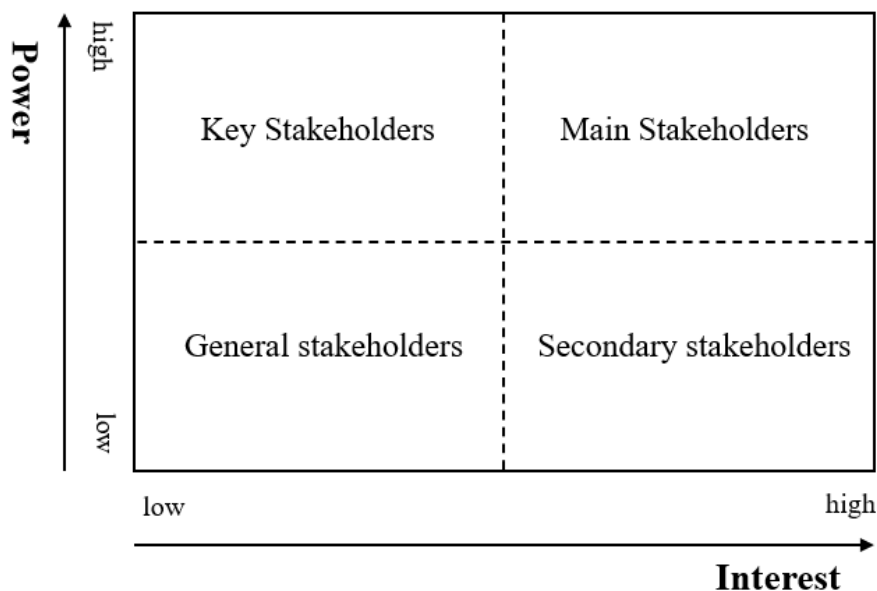 Power
high
Key Stakeholders
Main Stakeholders
General stakeholders
Secondary stakeholders
low
low
high
Interest